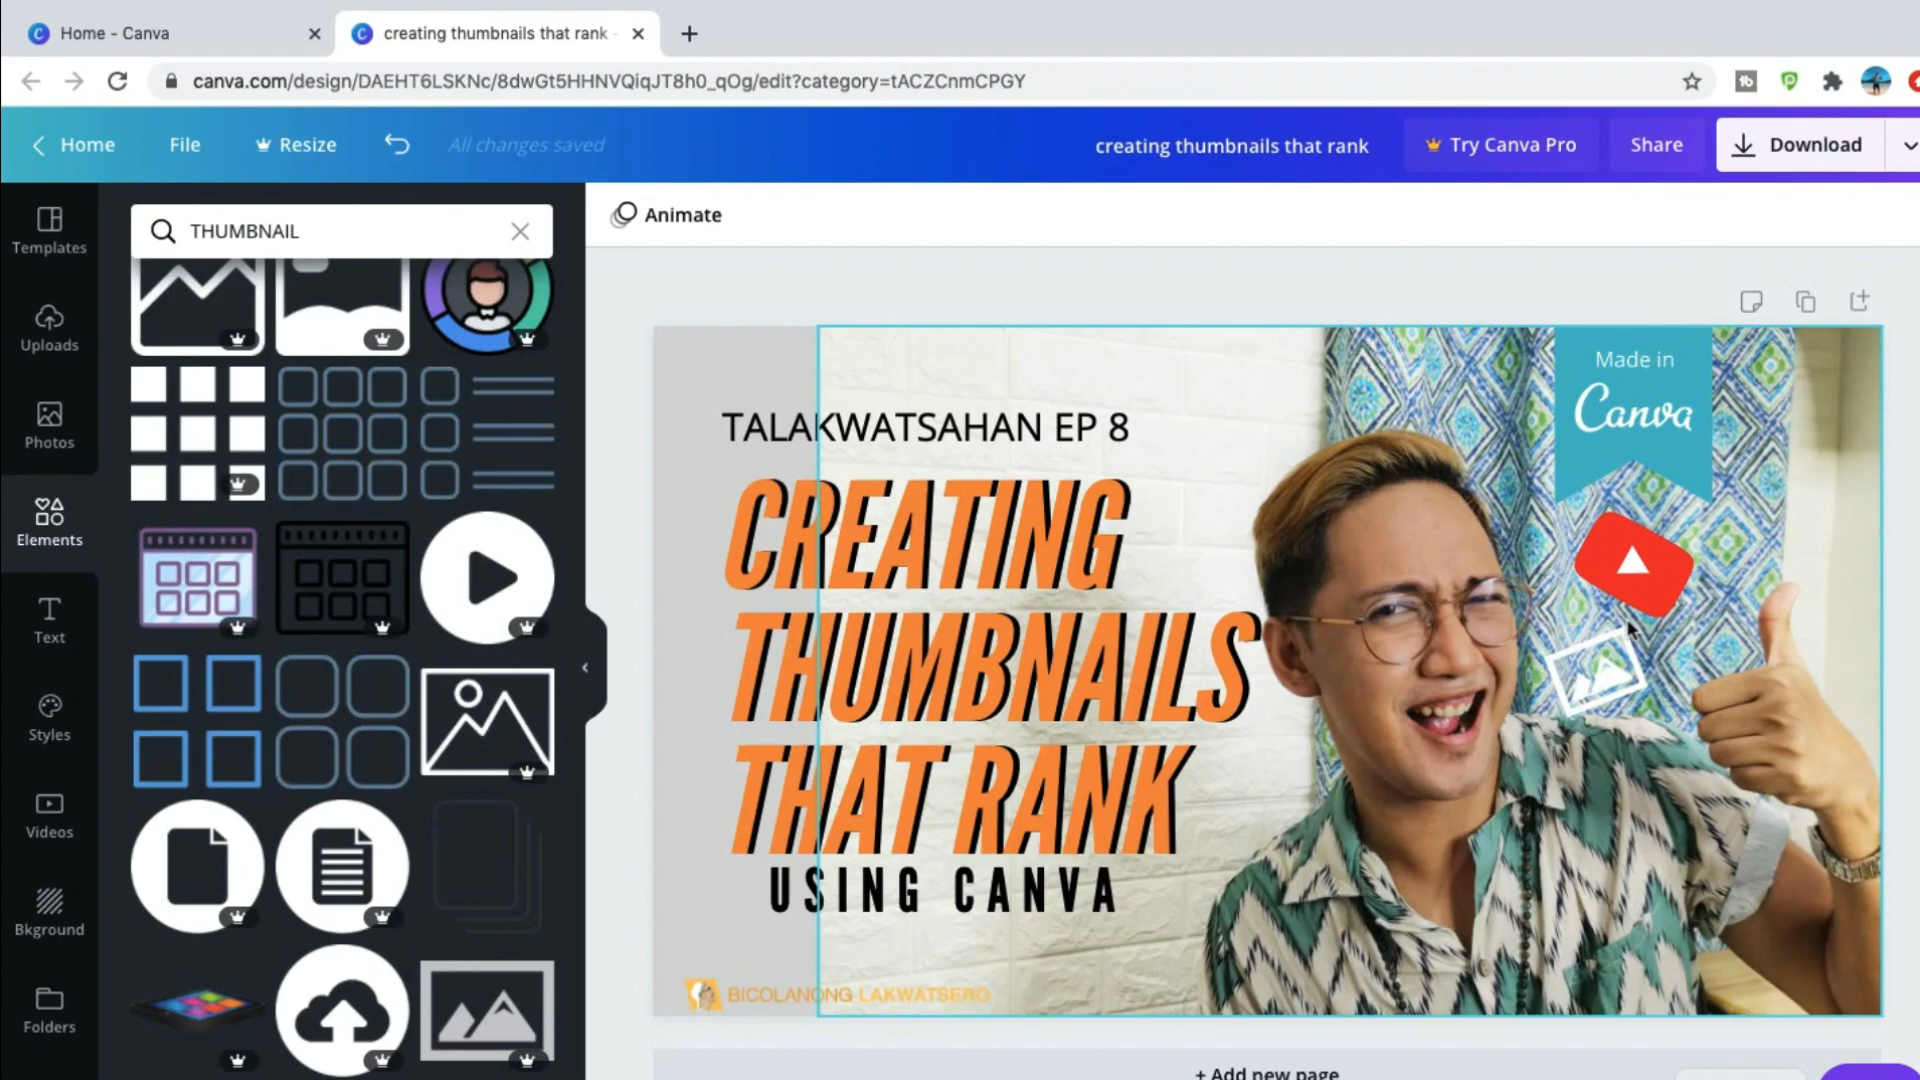 Home - Canva
creating thumbnails that rank -
canva.com/design/DAEHT6LSKNc/8dwGt5HHNVQiqJT8h0_qOg/edit?category=tACZCnmCPGY
Home
File
Resize
All changes saved
creating thumbnails that rank
Try Canva Pro
Share
Download
Templates
Uploads
Photos
Elements
Text
Styles
Videos
Bkground
Folders
THUMBNAIL
Animate
Made in
Canva
TALAKWATSAHAN EP 8
CREATING
THUMBNAILS
THAT RANK
USING CANVA
BICOLANONG LAKWATSERO
+ Add new page